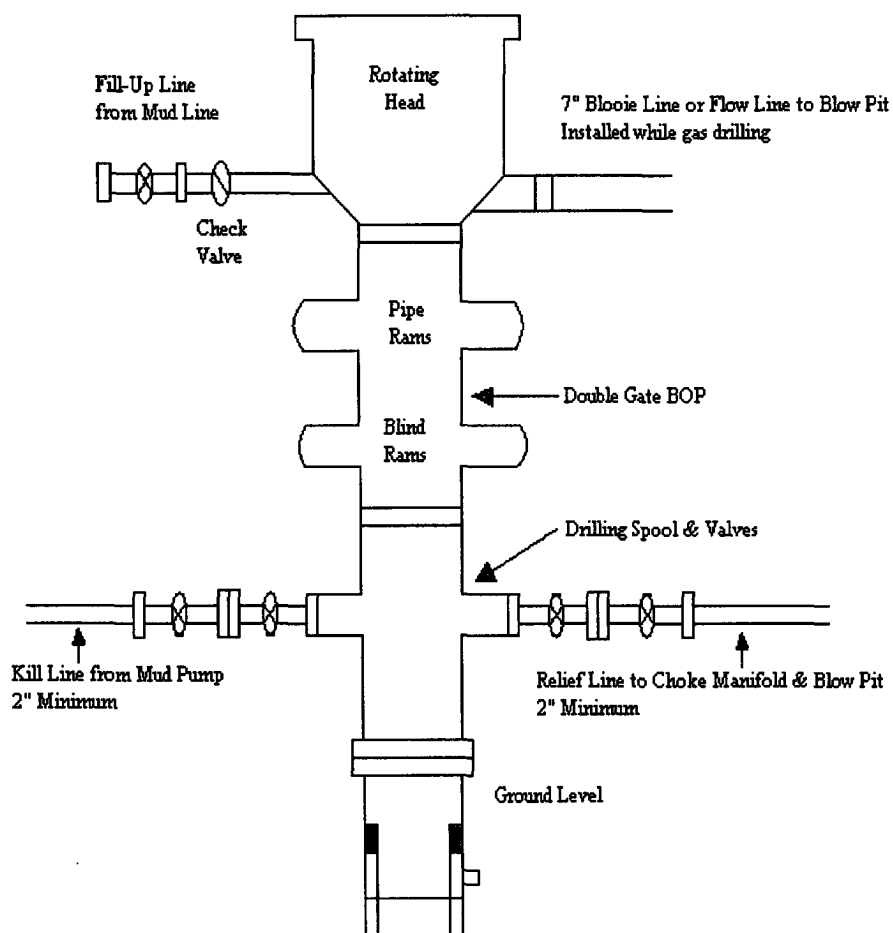 Rotating
Head
Fill-Up Line
from Mud Line
7" Blooie Line or Flow Line to Blow Pit
Installed while gas drilling
Check
Valve
Pipe
Rams
Double Gate BOP
Blind
Rams
Drilling Spool & Valves
Kill Line from Mud Pump
2" Minimum
Relief Line to Choke Manifold & Blow Pit
2" Minimum
Ground Level